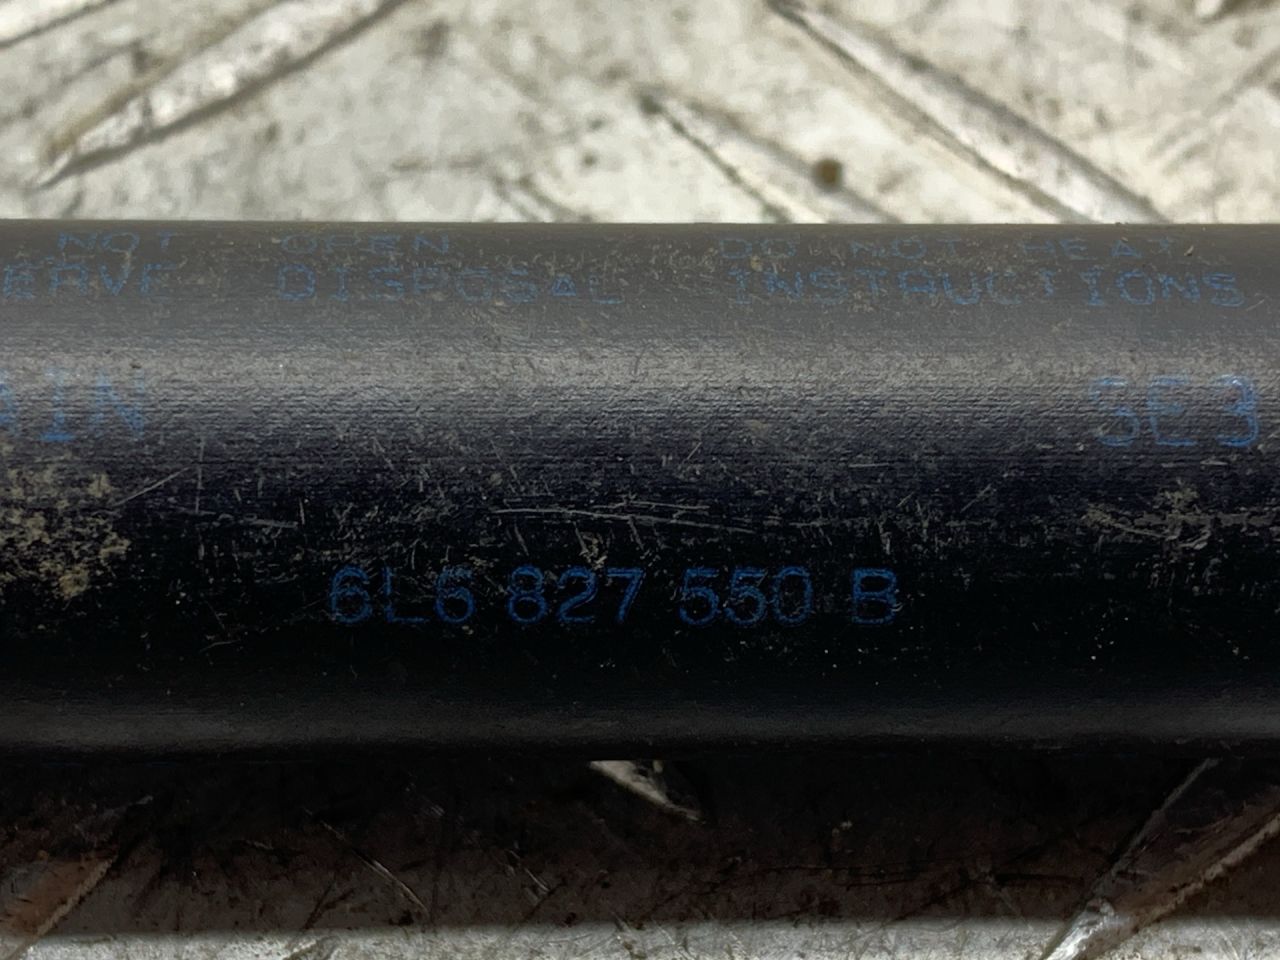 NOT OPEN DO NOT HEAT
ERVE DISPOSAL INSTRUCTIONS
IN SE3
6L6 827 550 B